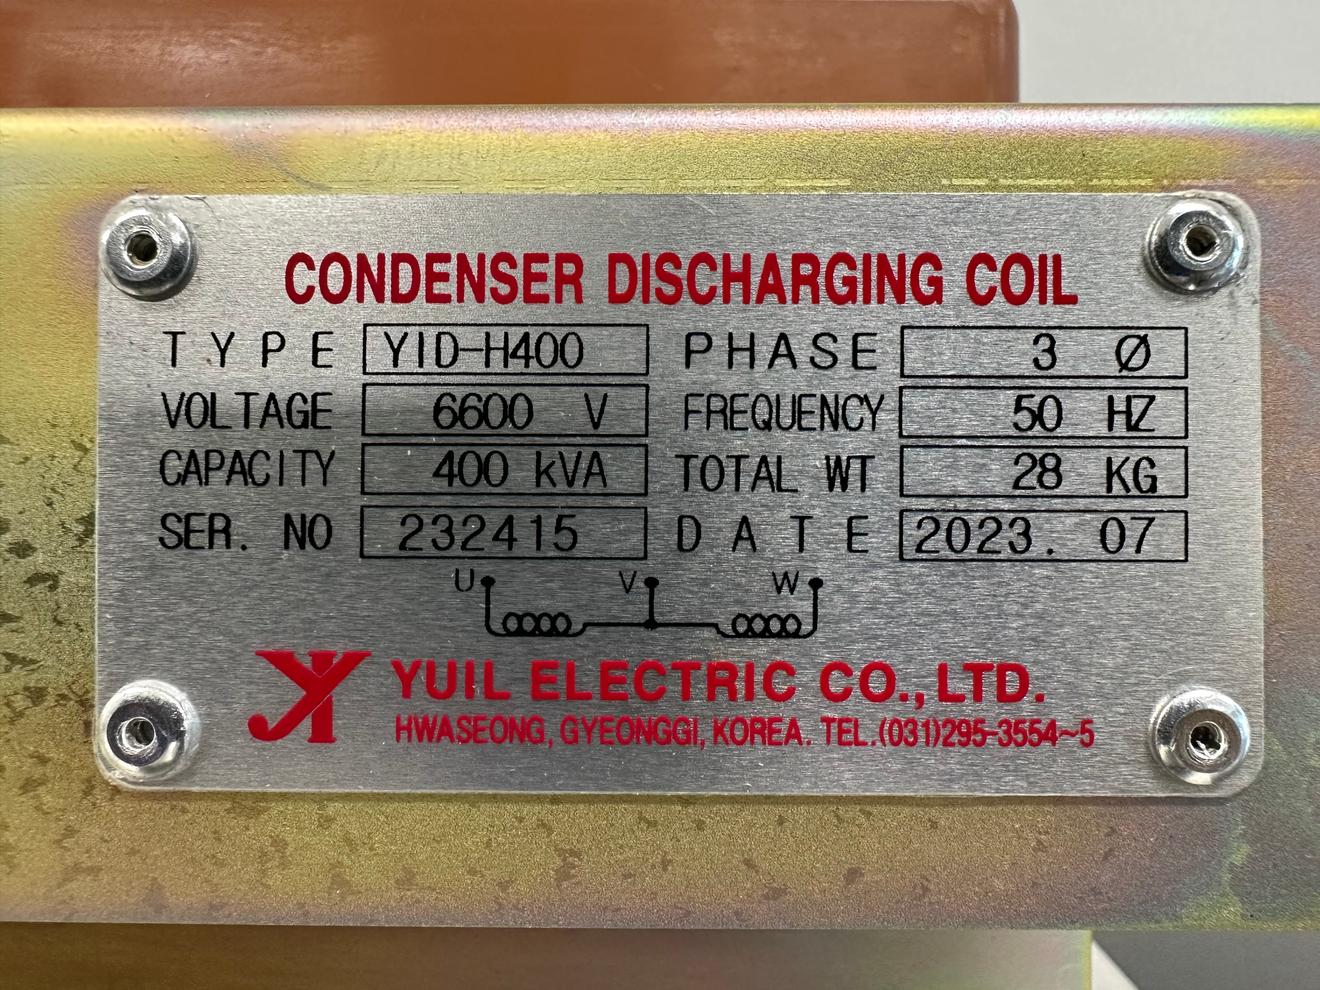 CONDENSER DISCHARGING COIL
TYPE YID-H400 PHASE 3 Ø
VOLTAGE 6600 V FREQUENCY 50 HZ
CAPACITY 400 kVA TOTAL WT 28 KG
SER. NO 232415 DATE 2023. 07
U V W
YUIL ELECTRIC CO., LTD.
HWASEONG, GYEONGGI, KOREA. TEL.(031)295-3554~5